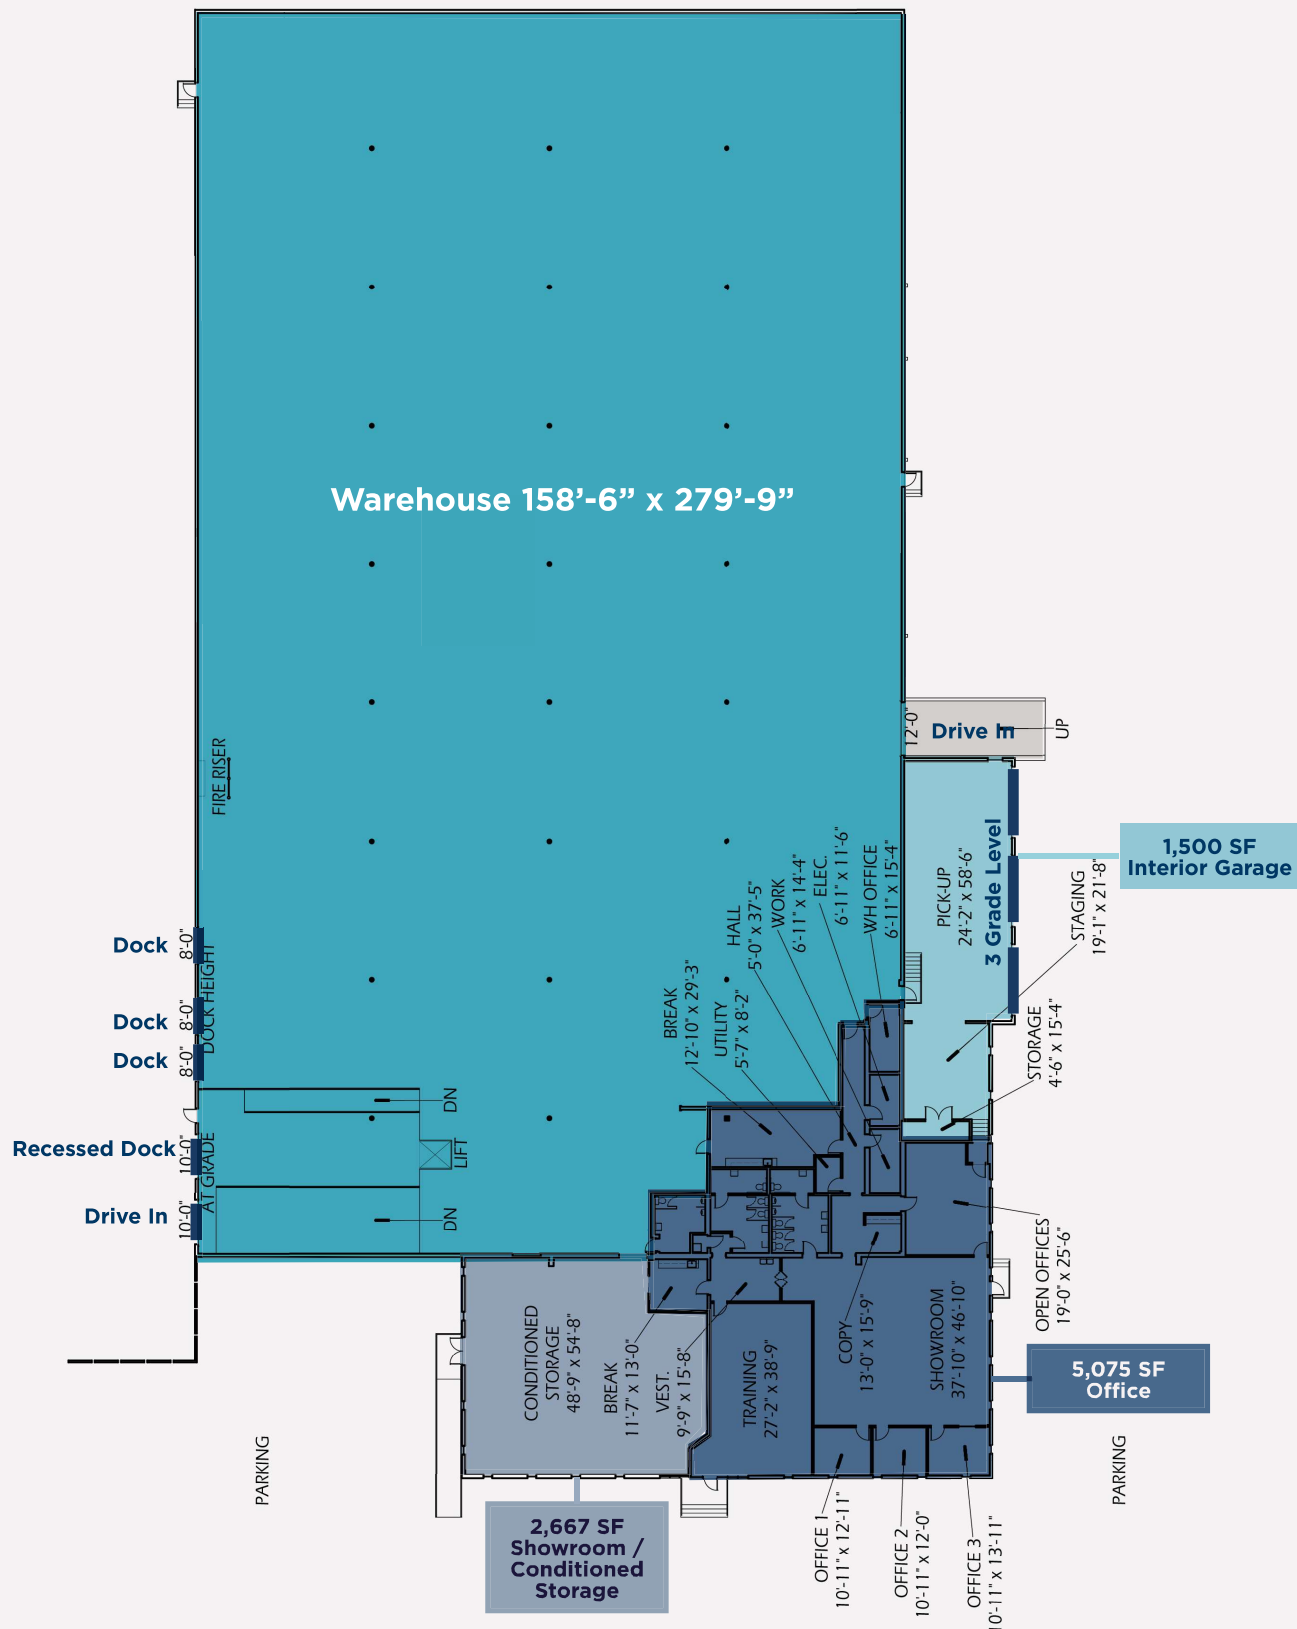 Warehouse 158’-6” x 279’-9”
FIRE RISER
12'-0"
Drive In
UP
Dock
8'-0"
Dock
8'-0"
Dock
8'-0"
DOCK HEIGHT
Recessed Dock
10'-0"
AT GRADE
Drive In
10'-0"
DN
LIFT
DN
BREAK
12'-10" x 29'-3"
UTILITY
5'-7" x 8'-2"
HALL
5'-0" x 37'-5"
WORK
6'-11" x 14'-4"
ELEC.
6'-11" x 11'-6"
WH OFFICE
6'-11" x 15'-4"
PICK-UP
24'-2" x 58'-6"
3 Grade Level
1,500 SF
Interior Garage
STAGING
19'-1" x 21'-8"
STORAGE
4'-6" x 15'-4"
OPEN OFFICES
19'-0" x 25'-6"
CONDITIONED
STORAGE
48'-9" x 54'-8"
BREAK
11'-7" x 13'-0"
VEST.
9'-9" x 15'-8"
TRAINING
27'-2" x 38'-9"
COPY
13'-0" x 15'-9"
SHOWROOM
37'-10" x 46'-10"
5,075 SF
Office
PARKING
PARKING
2,667 SF
Showroom /
Conditioned
Storage
OFFICE 1
10'-11" x 12'-11"
OFFICE 2
10'-11" x 12'-0"
OFFICE 3
10'-11" x 13'-11"